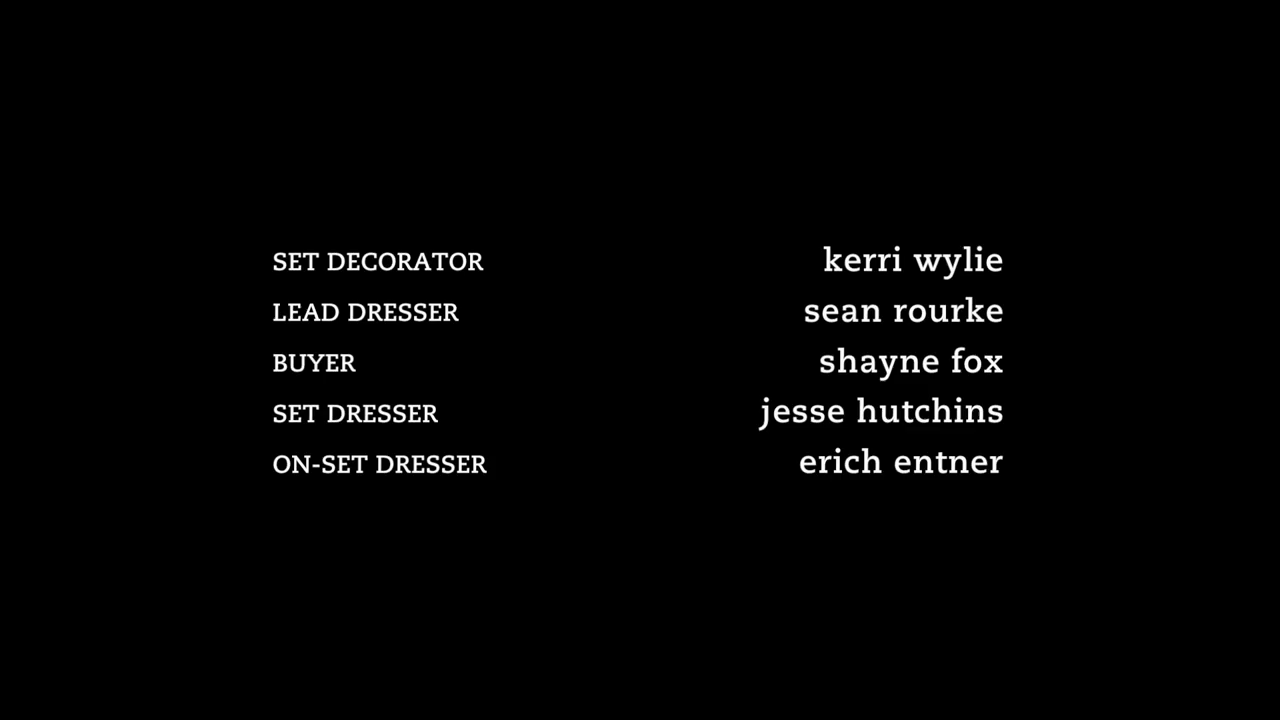 SET DECORATOR kerri wylie
LEAD DRESSER sean rourke
BUYER shayne fox
SET DRESSER jesse hutchins
ON-SET DRESSER erich entner